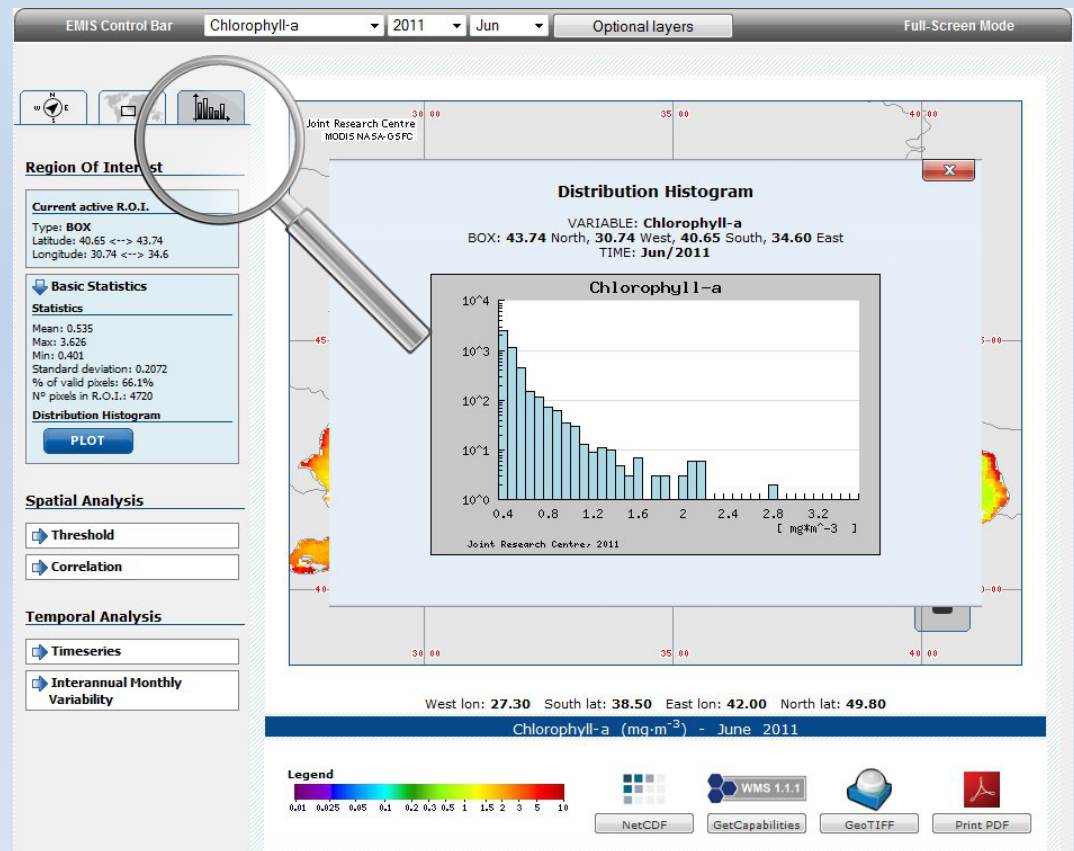 EMIS Control Bar Chlorophyll-a 2011 Jun Optional layers Full-Screen Mode
N
W E
S
Region Of Interest
Current active R.O.I.
Type: BOX
Latitude: 40.65 <--> 43.74
Longitude: 30.74 <--> 34.6
Basic Statistics
Statistics
Mean: 0.535
Max: 3.626
Min: 0.401
Standard deviation: 0.2072
% of valid pixels: 66.1%
N° pixels in R.O.I.: 4720
Distribution Histogram
PLOT
Spatial Analysis
Threshold
Correlation
Temporal Analysis
Timeseries
Interannual Monthly
Variability
30 00 35 00 40 00
Joint Research Centre
MODIS NASA-GSFC
X
Distribution Histogram
VARIABLE: Chlorophyll-a
BOX: 43.74 North, 30.74 West, 40.65 South, 34.60 East
TIME: Jun/2011
Chlorophyll-a
10^4
10^3
10^2
10^1
10^0
0.4 0.8 1.2 1.6 2 2.4 2.8 3.2
[ mg*m^-3 ]
Joint Research Centre, 2011
45 5-00
40 0-00
30 00 35 00 40 00
West lon: 27.30 South lat: 38.50 East lon: 42.00 North lat: 49.80
Chlorophyll-a (mg·m-3) - June 2011
Legend
0.01 0.025 0.05 0.1 0.2 0.3 0.5 1 1.5 2 3 5 10
WMS 1.1.1
NetCDF GetCapabilities GeoTIFF Print PDF